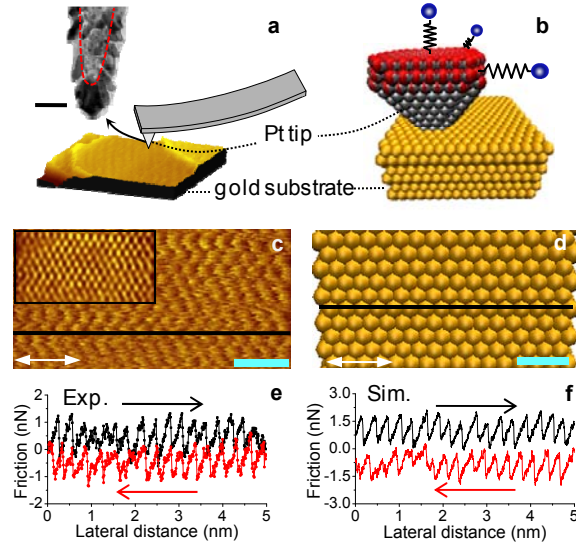 a
b
Pt tip
gold substrate
c
d
Exp.
e
Sim.
f
Friction (nN)
2
1
0
-1
-2
0 1 2 3 4 5
Lateral distance (nm)
Friction (nN)
3.0
1.5
0.0
-1.5
-3.0
0 1 2 3 4 5
Lateral distance (nm)